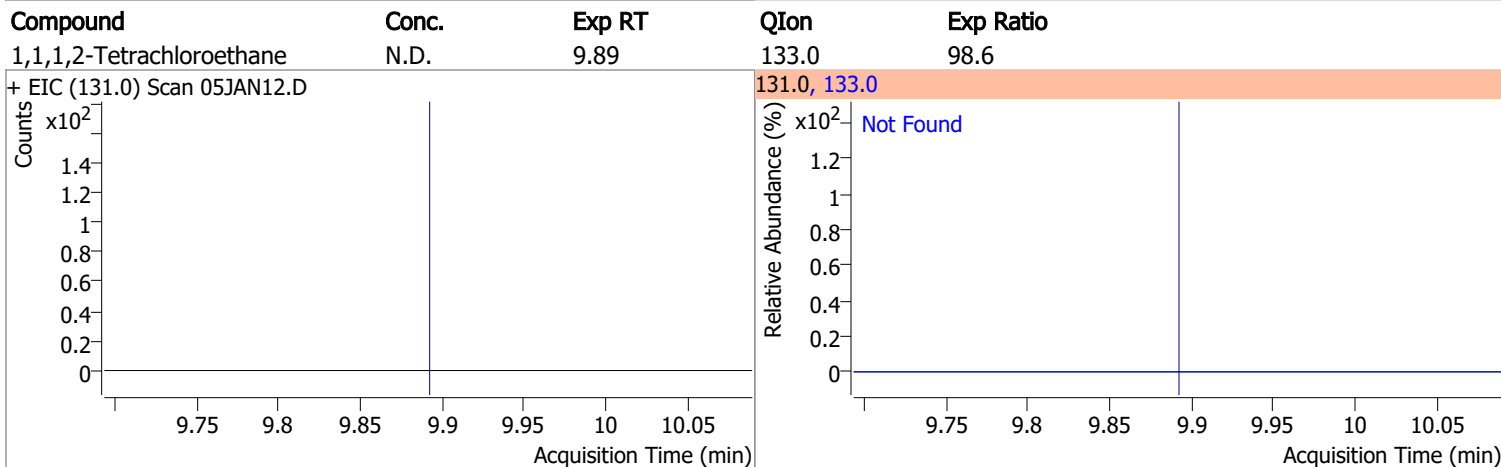 Compound Conc. Exp RT QIon Exp Ratio
1,1,1,2-Tetrachloroethane N.D. 9.89 133.0 98.6
+ EIC (131.0) Scan 05JAN12.D
Counts
x10²
1.4
1.2
1
0.8
0.6
0.4
0.2
0
9.75 9.8 9.85 9.9 9.95 10 10.05
Acquisition Time (min)
131.0, 133.0
Relative Abundance (%)
x10²
Not Found
1.2
1
0.8
0.6
0.4
0.2
0
9.75 9.8 9.85 9.9 9.95 10 10.05
Acquisition Time (min)